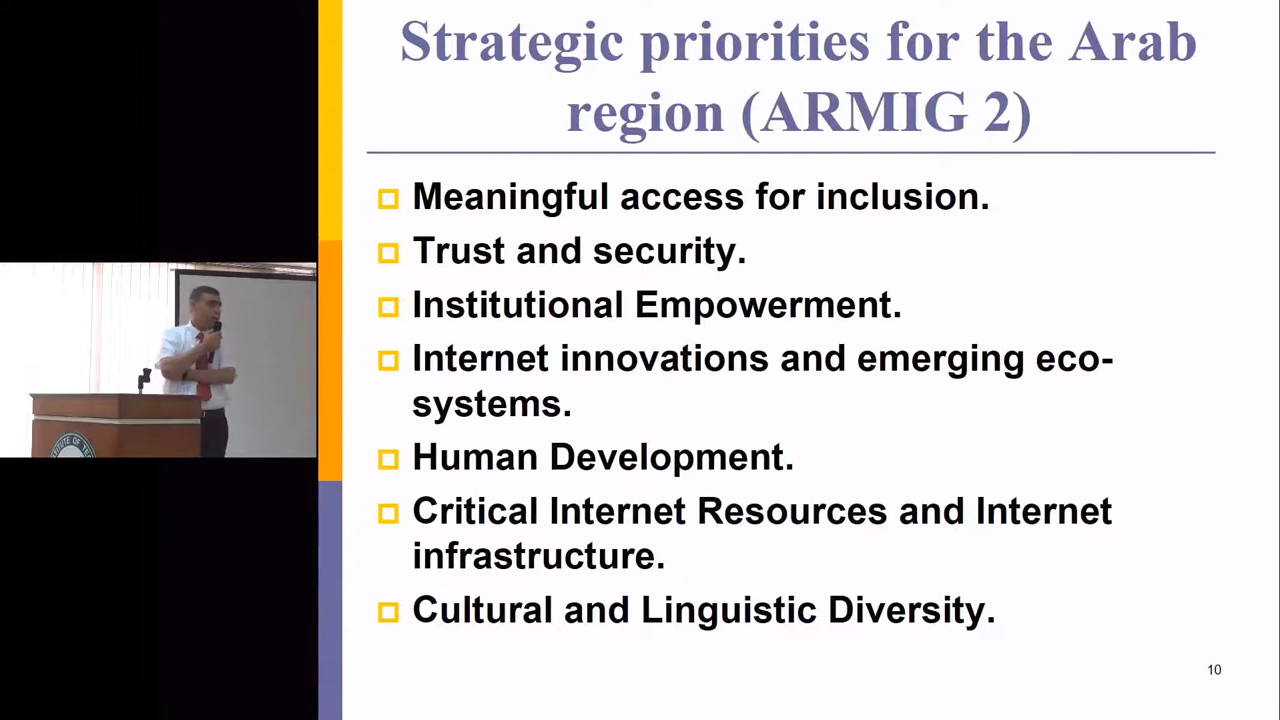 Strategic priorities for the Arab
region (ARMIG 2)
Meaningful access for inclusion.
Trust and security.
Institutional Empowerment.
Internet innovations and emerging eco-
systems.
Human Development.
Critical Internet Resources and Internet
infrastructure.
Cultural and Linguistic Diversity.
10